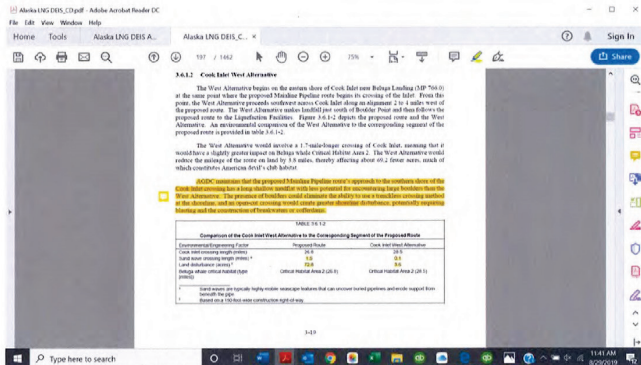 Alaska LNG DEIS_CD.pdf - Adobe Acrobat Reader DC
File Edit View Window Help
Home Tools Alaska LNG DEIS A... Alaska LNG DEIS_C... × Sign In
197 / 1462 75% Share
3.6.1.2 Cook Inlet West Alternative
The West Alternative begins on the eastern shore of Cook Inlet near Beluga Landing (MP 766.0)
at the same point where the proposed Mainline Pipeline route begins its crossing of the Inlet. From this
point, the West Alternative proceeds southwest across Cook Inlet along an alignment 2 to 4 miles west of
the proposed route. The West Alternative makes landfall just south of Boulder Point and then follows the
proposed route to the Liquefaction Facilities. Figure 3.6.1-2 depicts the proposed route and the West
Alternative. An environmental comparison of the West Alternative to the corresponding segment of the
proposed route is provided in table 3.6.1-2.
The West Alternative would involve a 1.7-mile-longer crossing of Cook Inlet, meaning that it
would have a slightly greater impact on Beluga whale Critical Habitat Area 2. The West Alternative would
reduce the mileage of the route on land by 5.8 miles, thereby affecting about 69.2 fewer acres, much of
which constitutes American devil's club habitat.
AGDC maintains that the proposed Mainline Pipeline route's approach to the southern shore of the
Cook Inlet crossing has a long shallow landfall with less potential for encountering large boulders than the
West Alternative. The presence of boulders could eliminate the ability to use a trenchless crossing method
at the shoreline, and an open-cut crossing would create greater shoreline disturbance, potentially requiring
blasting and the construction of breakwaters or cofferdams.
TABLE 3.6.1-2
Comparison of the Cook Inlet West Alternative to the Corresponding Segment of the Proposed Route
Environmental/Engineering Factor Proposed Route Cook Inlet West Alternative
Cook Inlet crossing length (miles)
Sand wave crossing length (miles) ª
Land disturbance (acres) ᵇ
Beluga whale critical habitat (type Critical Habitat Area 2 Critical Habitat Area 2
[miles])
Sand waves are typically highly mobile seascape features that can uncover buried pipelines and erode support from
beneath the pipe
Based on a 100-foot-wide construction right-of-way
3-19
Type here to search
11:41 AM
8/29/2019